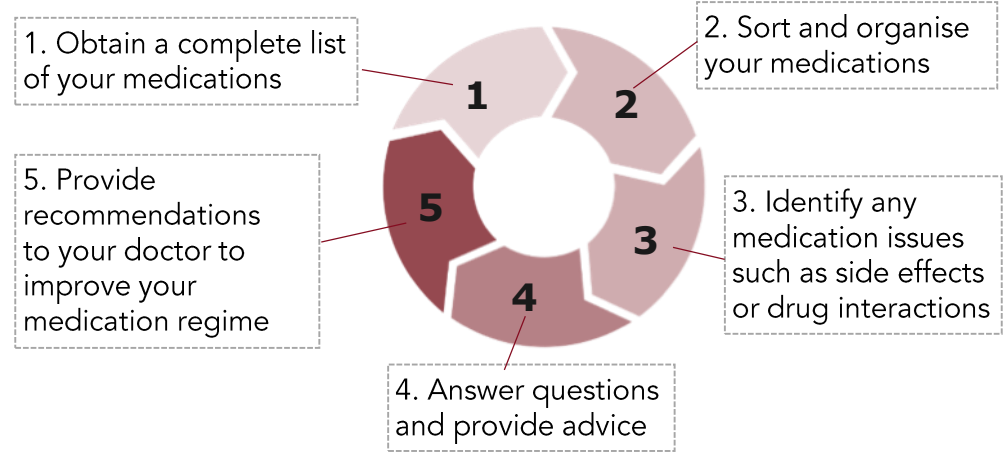 1. Obtain a complete list
of your medications
2. Sort and organise
your medications
3. Identify any
medication issues
such as side effects
or drug interactions
4. Answer questions
and provide advice
5. Provide
recommendations
to your doctor to
improve your
medication regime
1
2
3
4
5